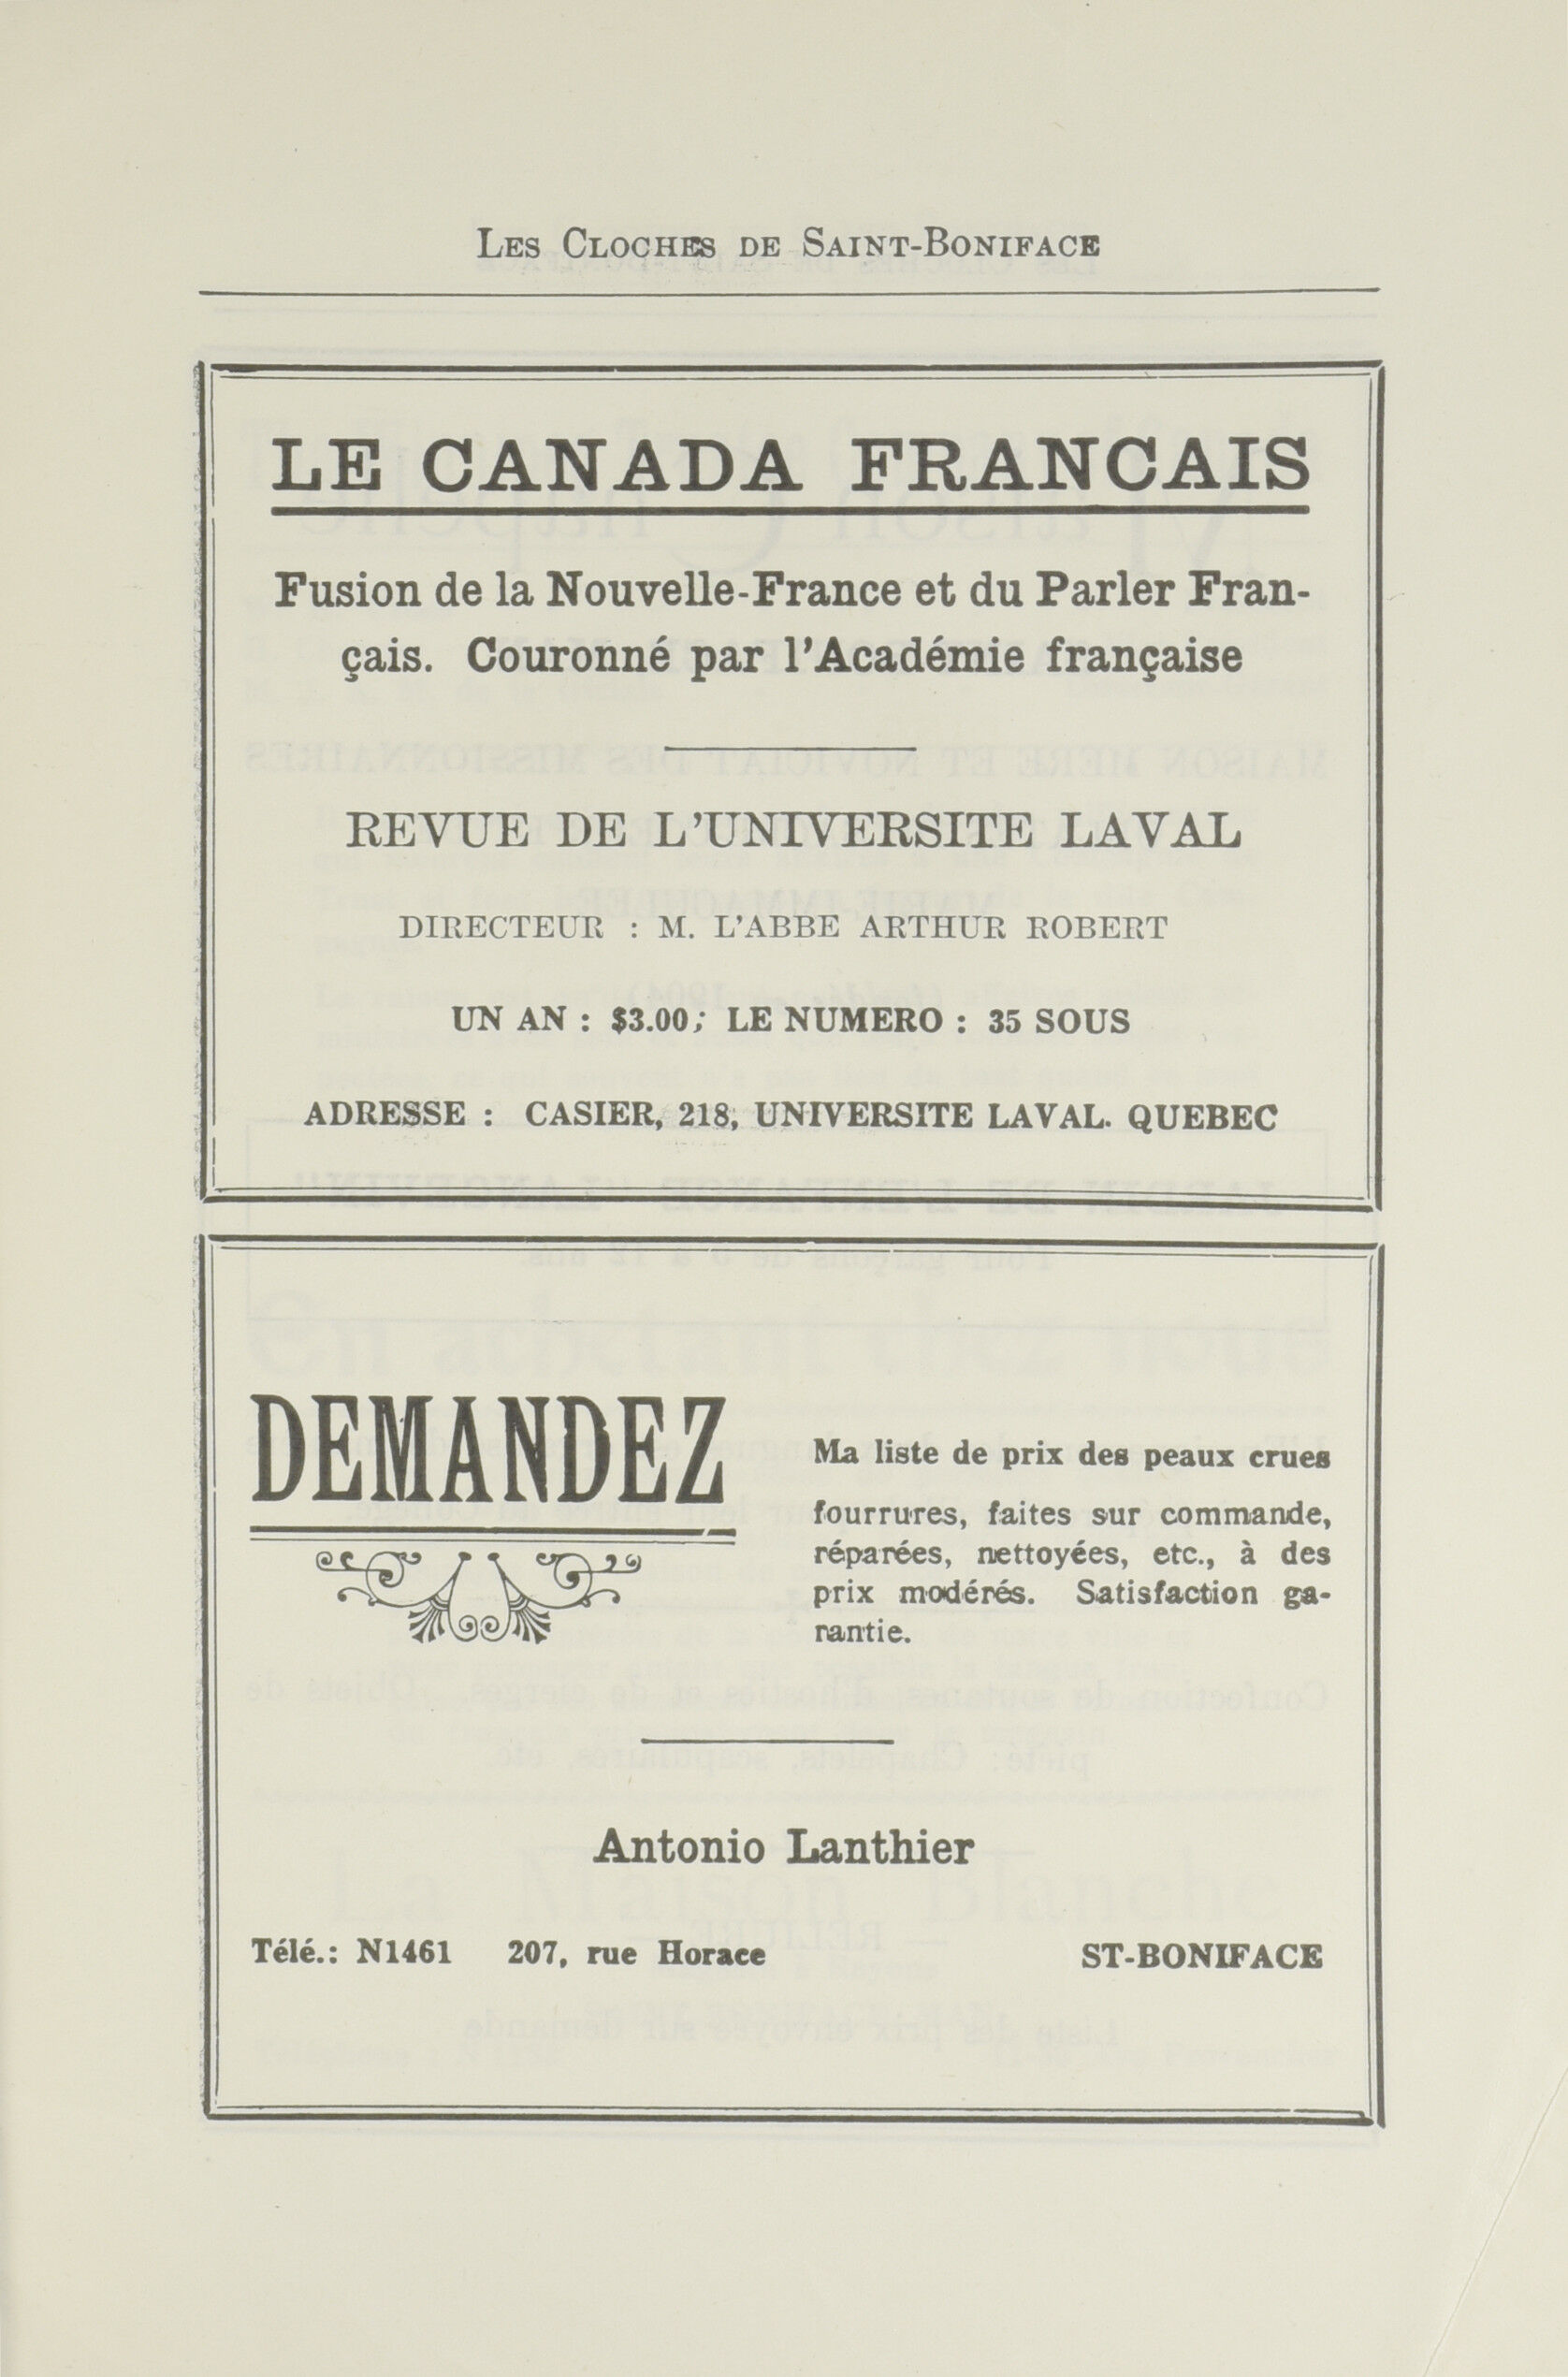 Les Cloches de Saint-Boniface
LE CANADA FRANCAIS
Fusion de la Nouvelle-France et du Parler Fran-
çais. Couronné par l'Académie française
REVUE DE L'UNIVERSITE LAVAL
DIRECTEUR : M. L'ABBE ARTHUR ROBERT
UN AN : $3.00; LE NUMERO : 35 SOUS
ADRESSE : CASIER, 218, UNIVERSITE LAVAL. QUEBEC
DEMANDEZ
Ma liste de prix des peaux crues
fourrures, faites sur commande,
réparées, nettoyées, etc., à des
prix modérés. Satisfaction ga-
rantie.
Antonio Lanthier
Télé.: N1461 207, rue Horace ST-BONIFACE